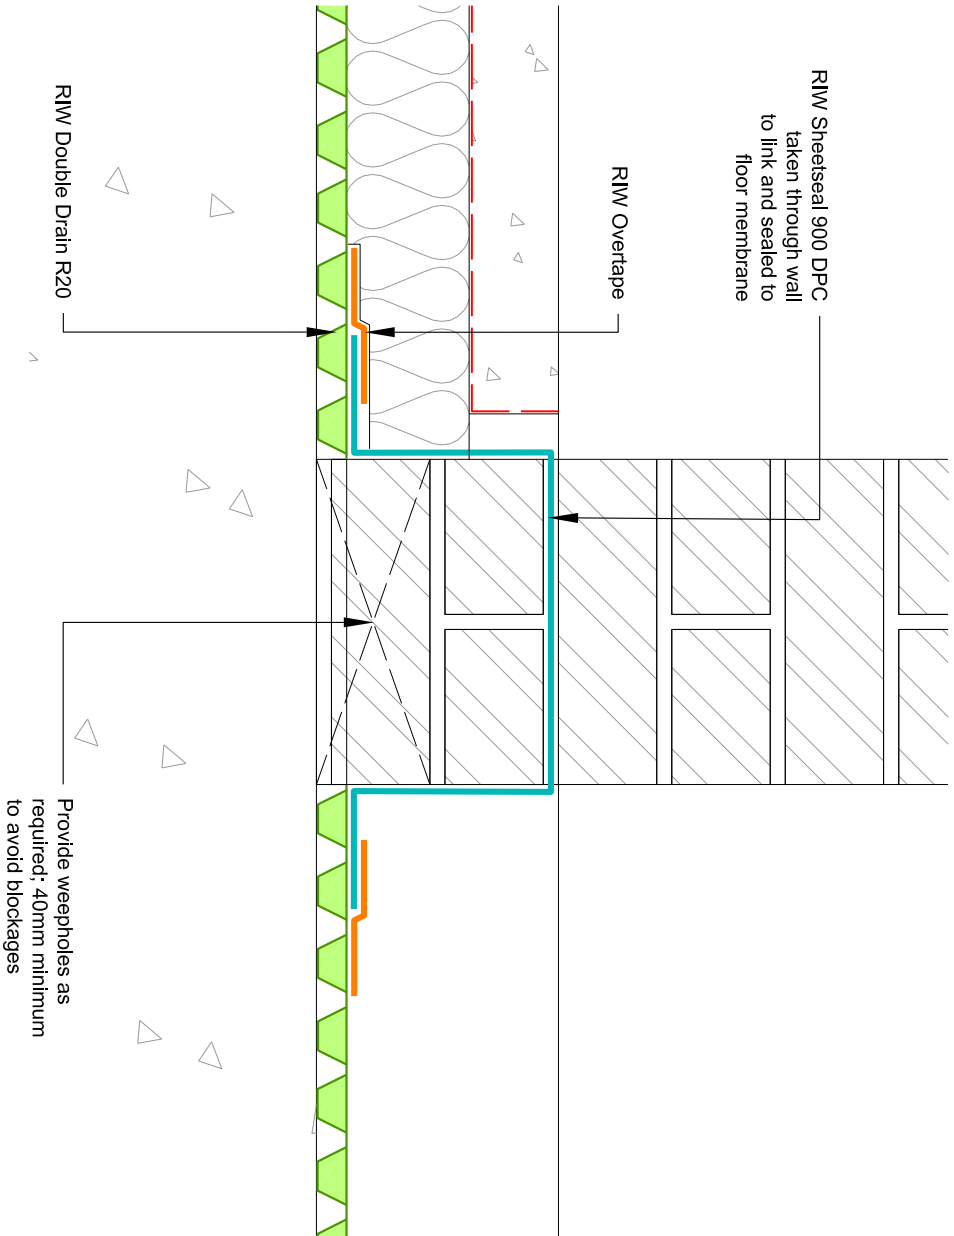 RIW Sheetseal 900 DPC
taken through wall
to link and sealed to
floor membrane
RIW Overtape
RIW Double Drain R20
Provide weepholes as
required; 40mm minimum
to avoid blockages